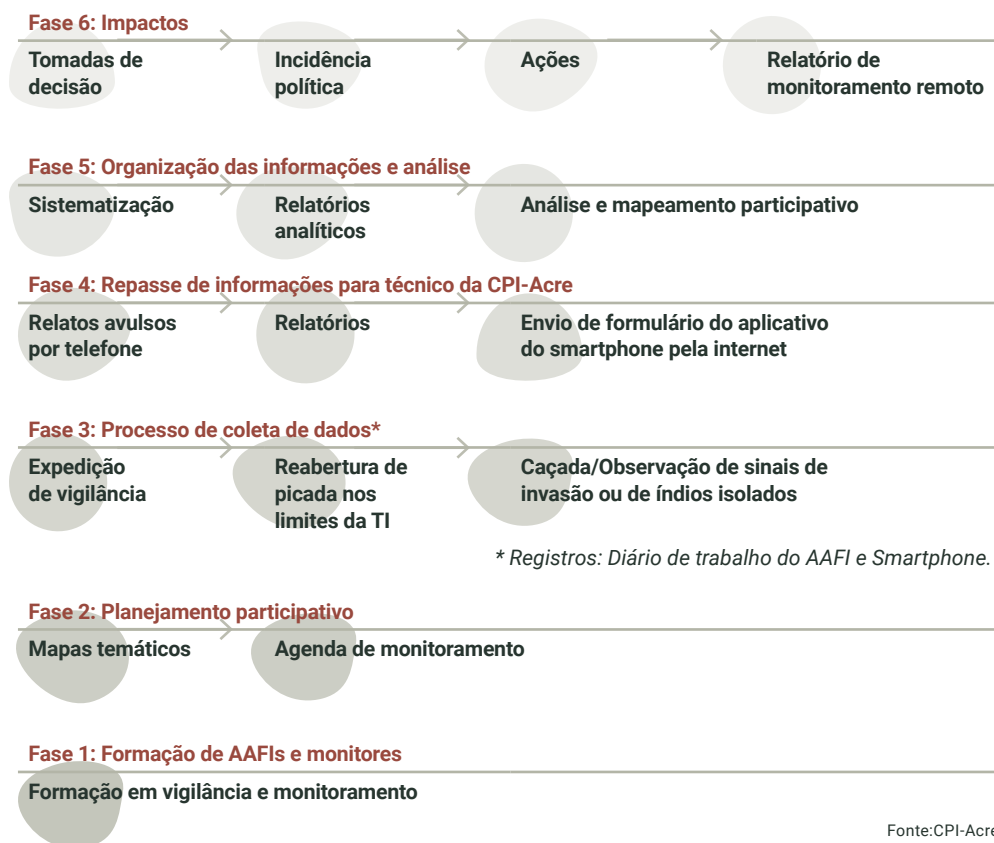 Fase 6: Impactos
Tomadas de
decisão
Incidência
política
Ações
Relatório de
monitoramento remoto
Fase 5: Organização das informações e análise
Sistematização
Relatórios
analíticos
Análise e mapeamento participativo
Fase 4: Repasse de informações para técnico da CPI-Acre
Relatos avulsos
por telefone
Relatórios
Envio de formulário do aplicativo
do smartphone pela internet
Fase 3: Processo de coleta de dados*
Expedição
de vigilância
Reabertura de
picada nos
limites da TI
Caçada/Observação de sinais de
invasão ou de índios isolados
* Registros: Diário de trabalho do AAFI e Smartphone.
Fase 2: Planejamento participativo
Mapas temáticos
Agenda de monitoramento
Fase 1: Formação de AAFIs e monitores
Formação em vigilância e monitoramento
Fonte:CPI-Acre